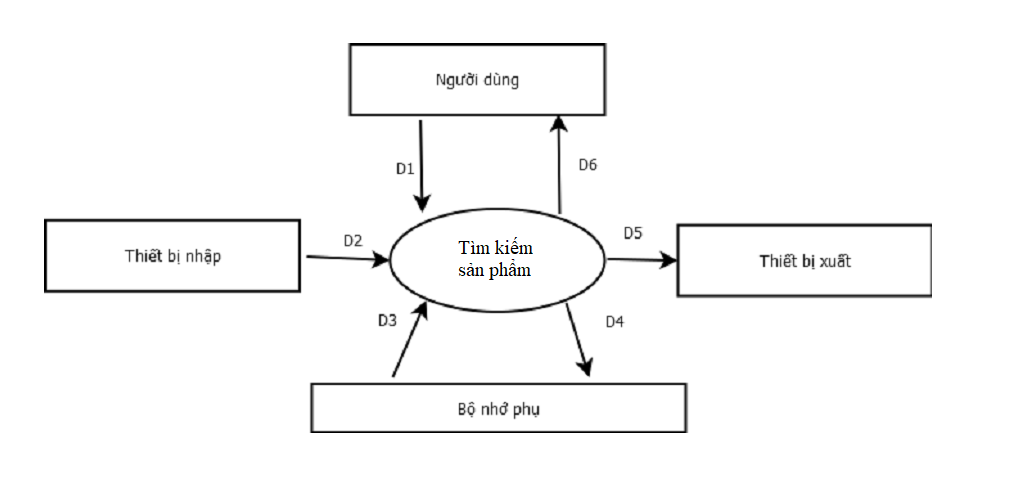 Người dùng
D1
D6
Thiết bị nhập
D2
Tìm kiếm
sản phẩm
D5
Thiết bị xuất
D3
D4
Bộ nhớ phụ